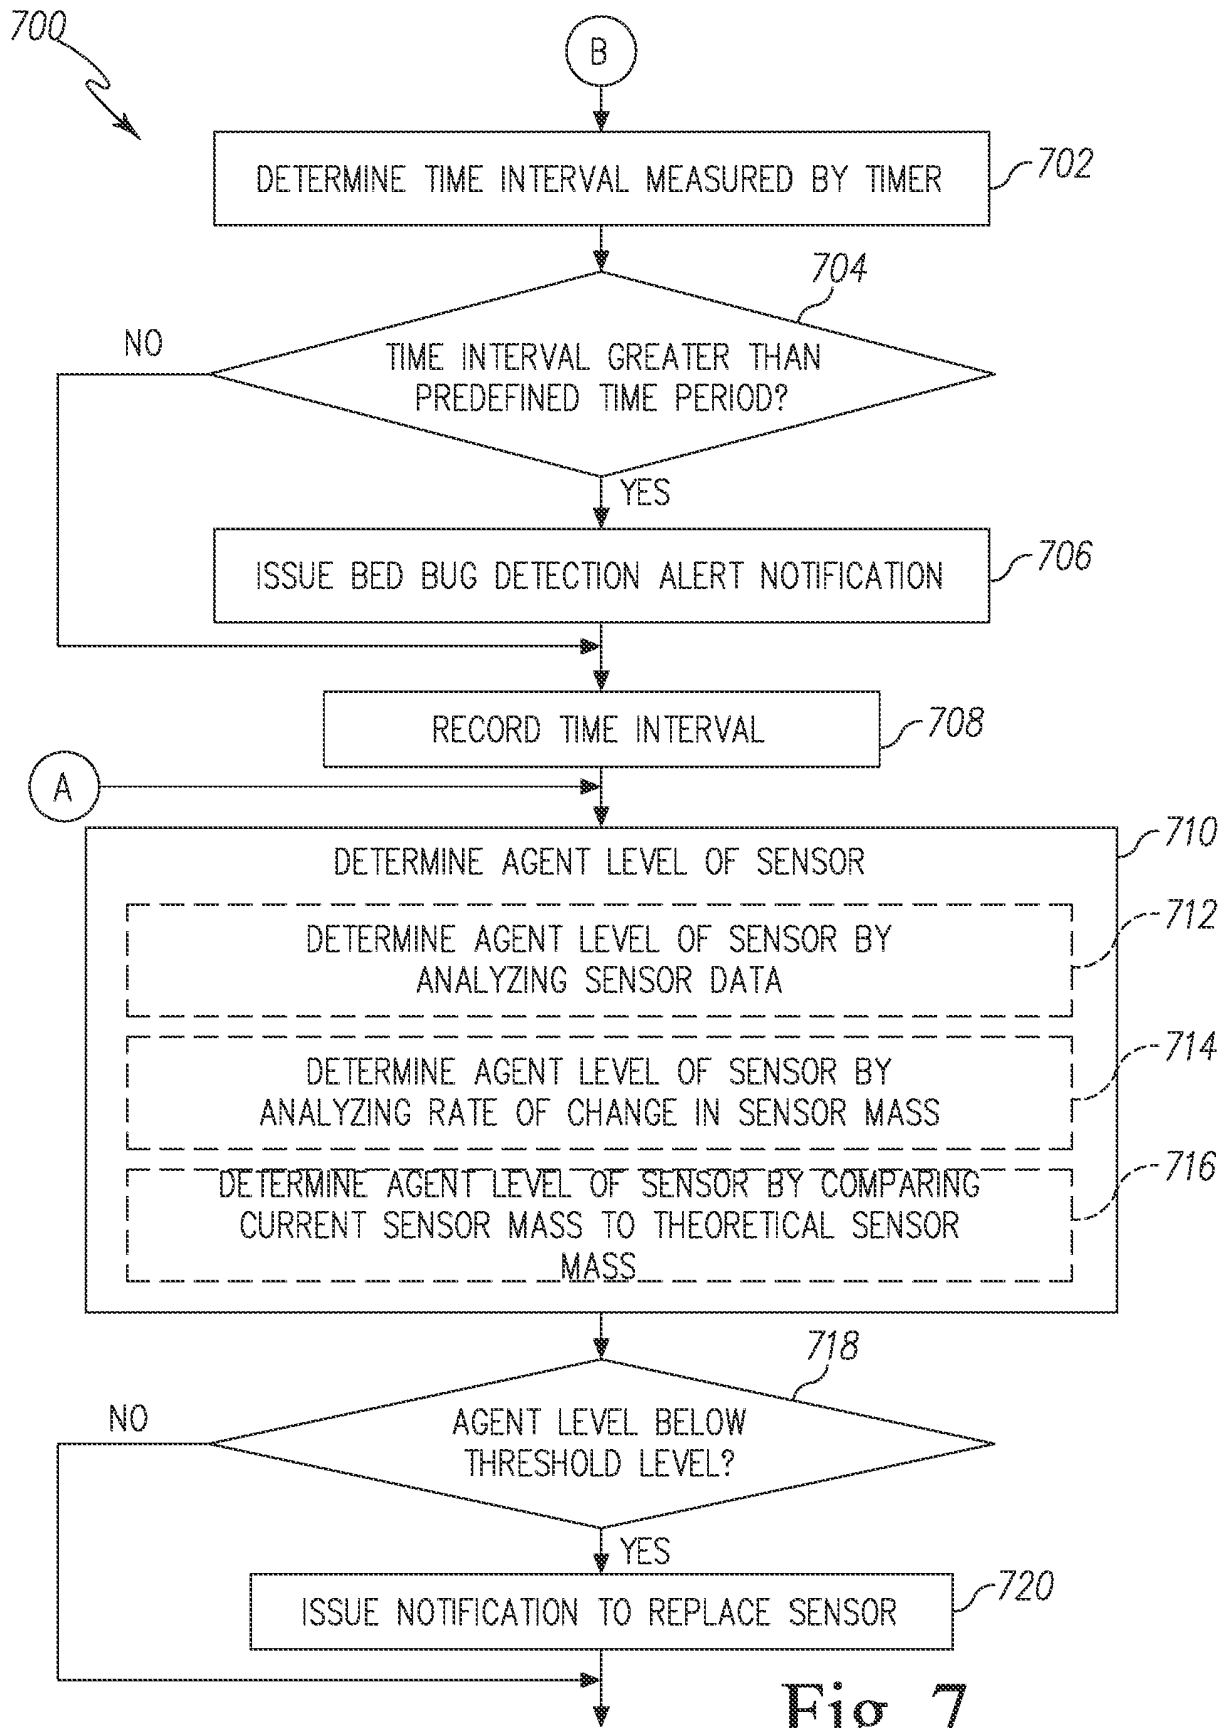 700
B
DETERMINE TIME INTERVAL MEASURED BY TIMER
702
704
NO
TIME INTERVAL GREATER THAN
PREDEFINED TIME PERIOD?
YES
ISSUE BED BUG DETECTION ALERT NOTIFICATION
706
RECORD TIME INTERVAL
708
A
710
DETERMINE AGENT LEVEL OF SENSOR
712
DETERMINE AGENT LEVEL OF SENSOR BY
ANALYZING SENSOR DATA
714
DETERMINE AGENT LEVEL OF SENSOR BY
ANALYZING RATE OF CHANGE IN SENSOR MASS
716
DETERMINE AGENT LEVEL OF SENSOR BY COMPARING
CURRENT SENSOR MASS TO THEORETICAL SENSOR
MASS
718
NO
AGENT LEVEL BELOW
THRESHOLD LEVEL?
YES
ISSUE NOTIFICATION TO REPLACE SENSOR
720
Fig. 7